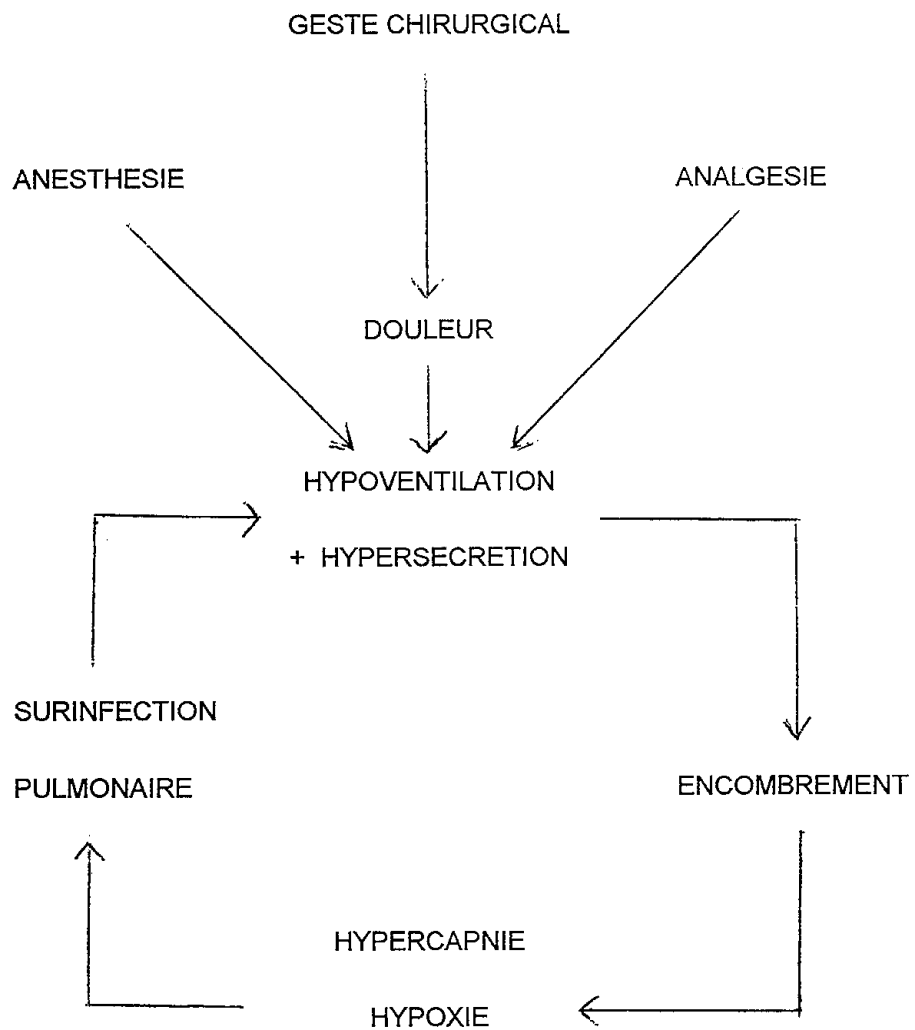 GESTE CHIRURGICAL
ANESTHESIE
ANALGESIE
DOULEUR
HYPOVENTILATION
+ HYPERSECRETION
SURINFECTION
PULMONAIRE
ENCOMBREMENT
HYPERCAPNIE
HYPOXIE